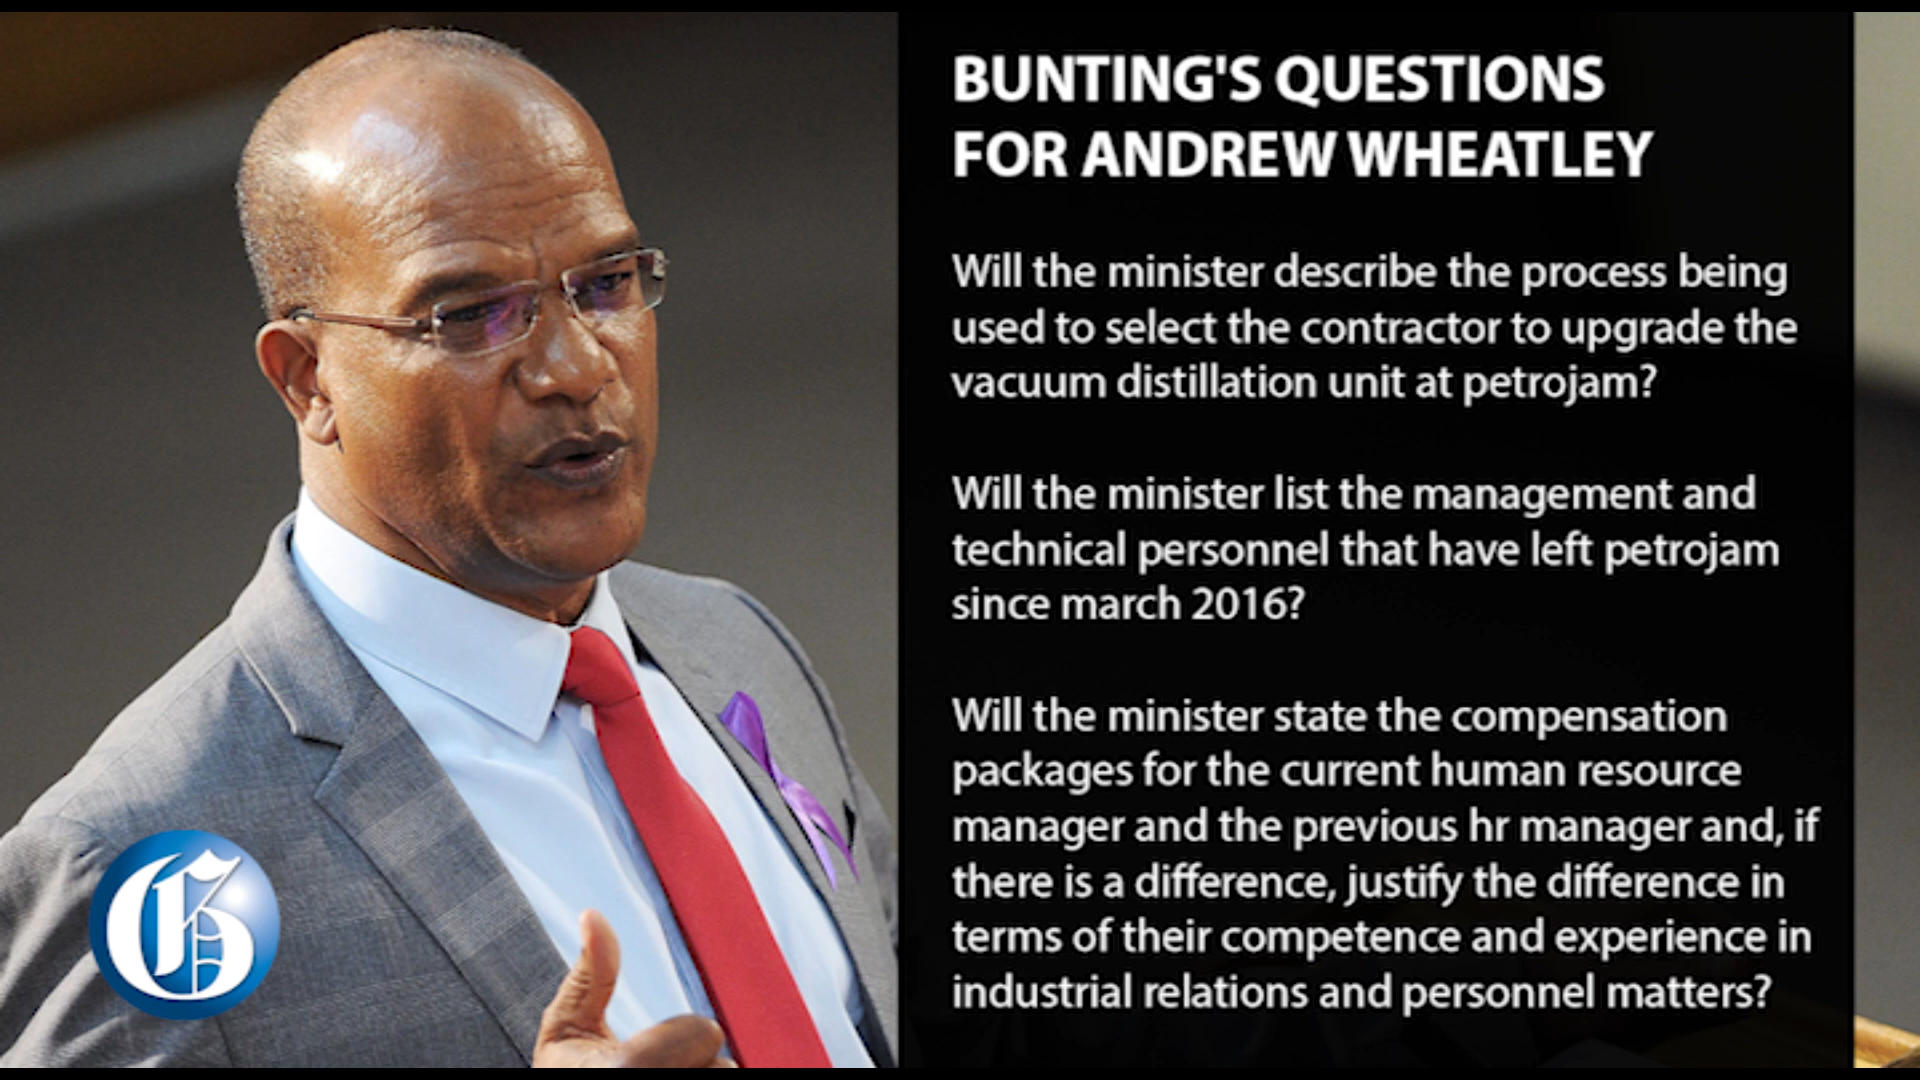 BUNTING'S QUESTIONS
FOR ANDREW WHEATLEY
Will the minister describe the process being
used to select the contractor to upgrade the
vacuum distillation unit at petrojam?
Will the minister list the management and
technical personnel that have left petrojam
since march 2016?
Will the minister state the compensation
packages for the current human resource
manager and the previous hr manager and, if
there is a difference, justify the difference in
terms of their competence and experience in
industrial relations and personnel matters?
G